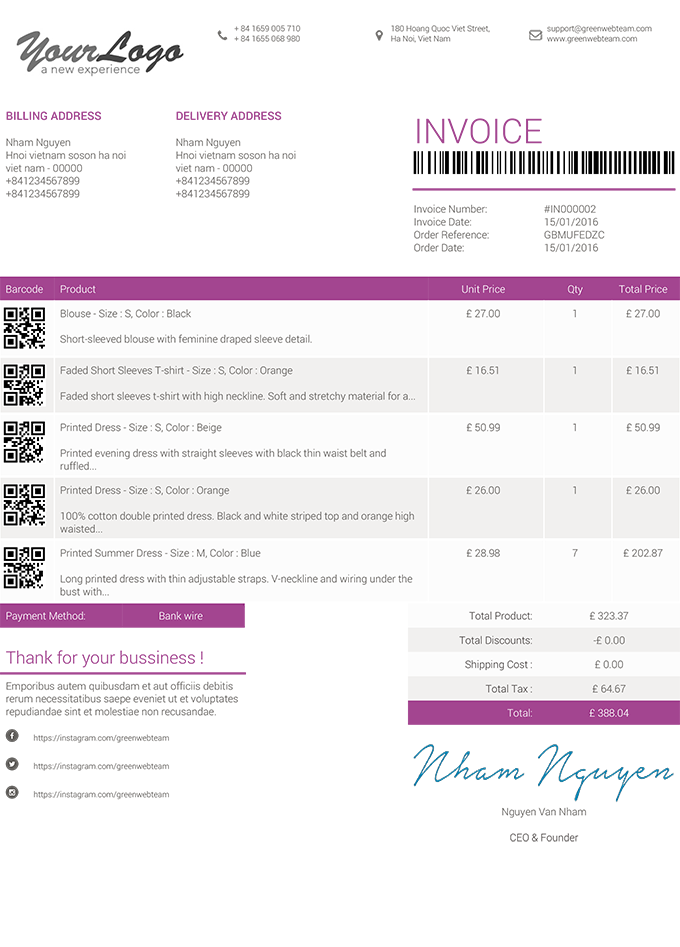 YourLogo
a new experience
+ 84 1659 005 710
+ 84 1655 068 980
180 Hoang Quoc Viet Street,
Ha Noi, Viet Nam
support@greenwebteam.com
www.greenwebteam.com
BILLING ADDRESS
Nham Nguyen
Hnoi vietnam soson ha noi
viet nam - 00000
+841234567899
+841234567899
DELIVERY ADDRESS
Nham Nguyen
Hnoi vietnam soson ha noi
viet nam - 00000
+841234567899
+841234567899
INVOICE
Invoice Number: #IN000002
Invoice Date: 15/01/2016
Order Reference: GBMUFEDZC
Order Date: 15/01/2016
Barcode Product Unit Price Qty Total Price
Blouse - Size : S, Color : Black £ 27.00 1 £ 27.00
Short-sleeved blouse with feminine draped sleeve detail.
Faded Short Sleeves T-shirt - Size : S, Color : Orange £ 16.51 1 £ 16.51
Faded short sleeves t-shirt with high neckline. Soft and stretchy material for a...
Printed Dress - Size : S, Color : Beige £ 50.99 1 £ 50.99
Printed evening dress with straight sleeves with black thin waist belt and
ruffled...
Printed Dress - Size : S, Color : Orange £ 26.00 1 £ 26.00
100% cotton double printed dress. Black and white striped top and orange high
waisted...
Printed Summer Dress - Size : M, Color : Blue £ 28.98 7 £ 202.87
Long printed dress with thin adjustable straps. V-neckline and wiring under the
bust with...
Payment Method: Bank wire
Total Product: £ 323.37
Total Discounts: -£ 0.00
Shipping Cost : £ 0.00
Total Tax : £ 64.67
Total: £ 388.04
Thank for your bussiness !
Emporibus autem quibusdam et aut officiis debitis
rerum necessitatibus saepe eveniet ut et voluptates
repudiandae sint et molestiae non recusandae.
https://instagram.com/greenwebteam
https://instagram.com/greenwebteam
https://instagram.com/greenwebteam
Nham Nguyen
Nguyen Van Nham
CEO & Founder